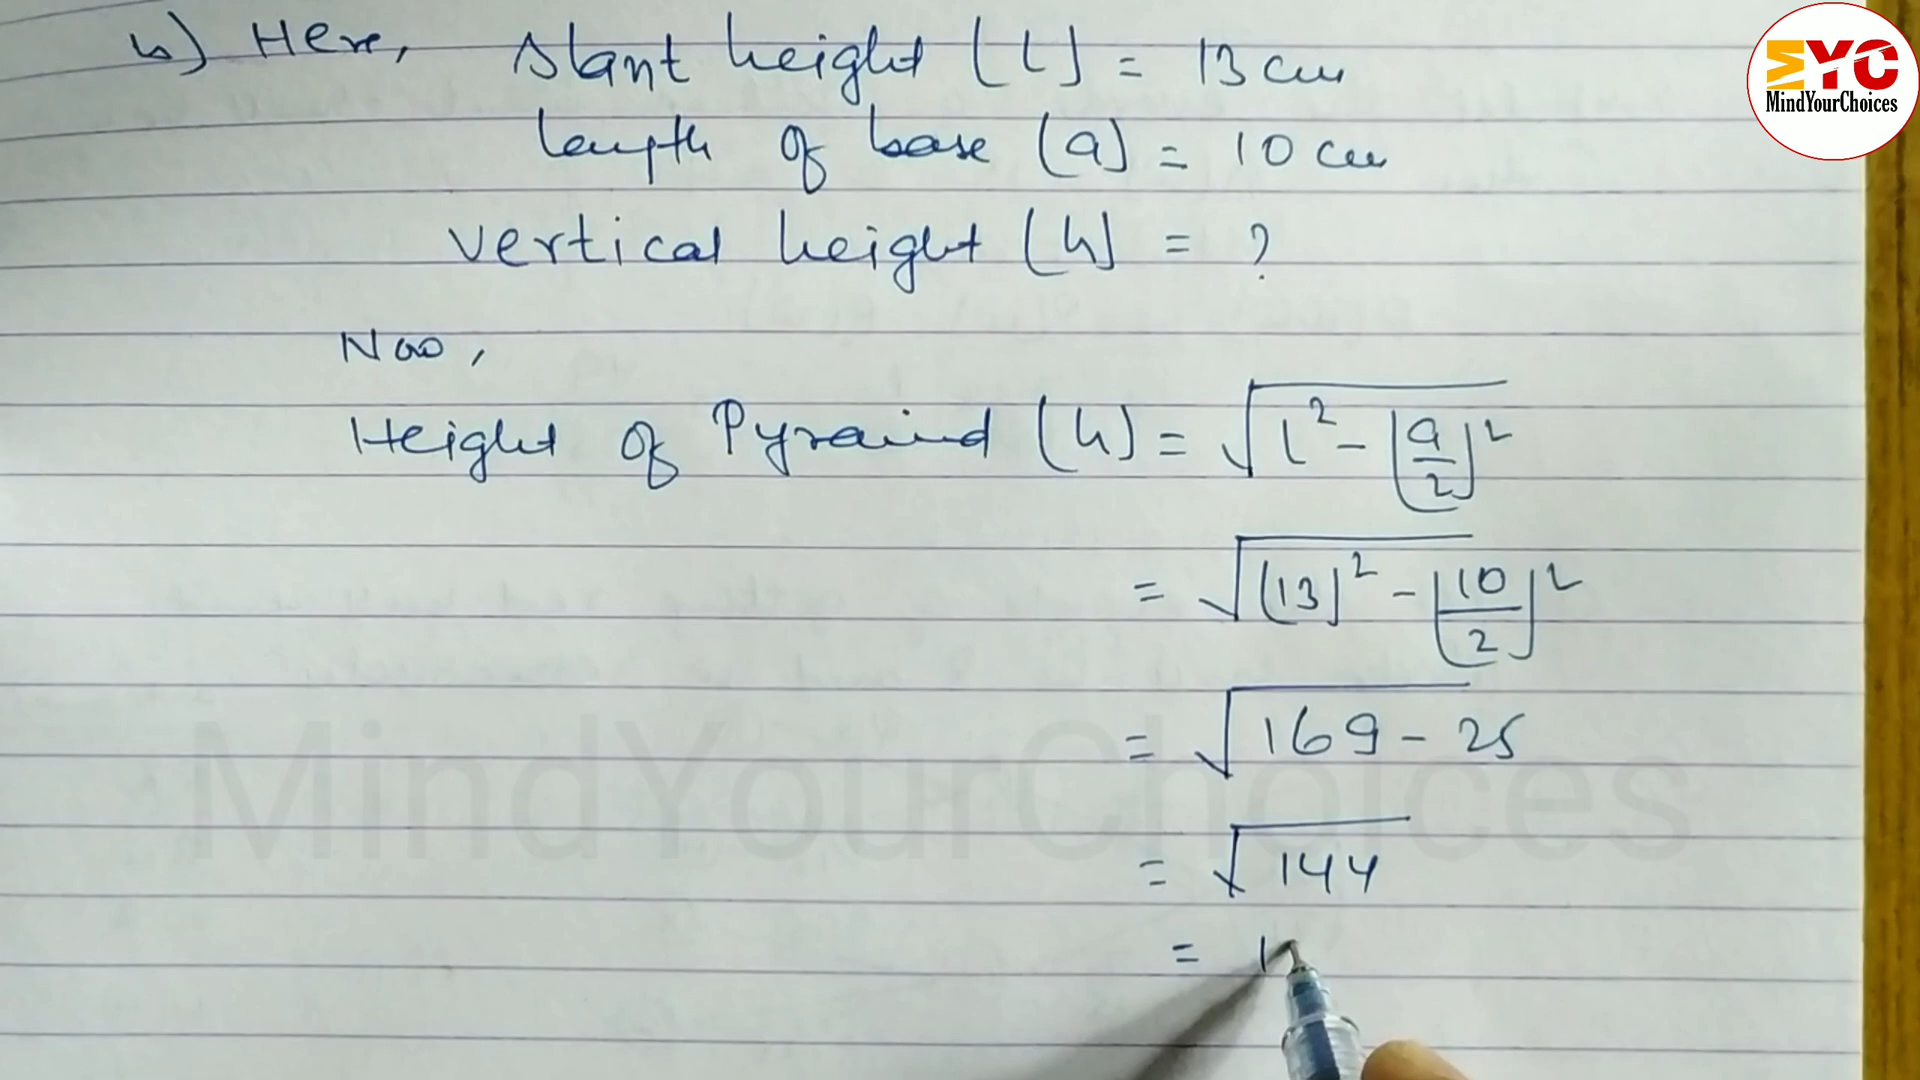 MYC
MindYourChoices
b) Here, Slant height (l) = 13 cm
length of base (a) = 10 cm
Vertical height (h) = ?
Now,
Height of Pyramid (h) = √(l² - (a/2)²)
= √((13)² - (10/2)²)
= √(169 - 25)
= √144
= 1
MindYourChoices